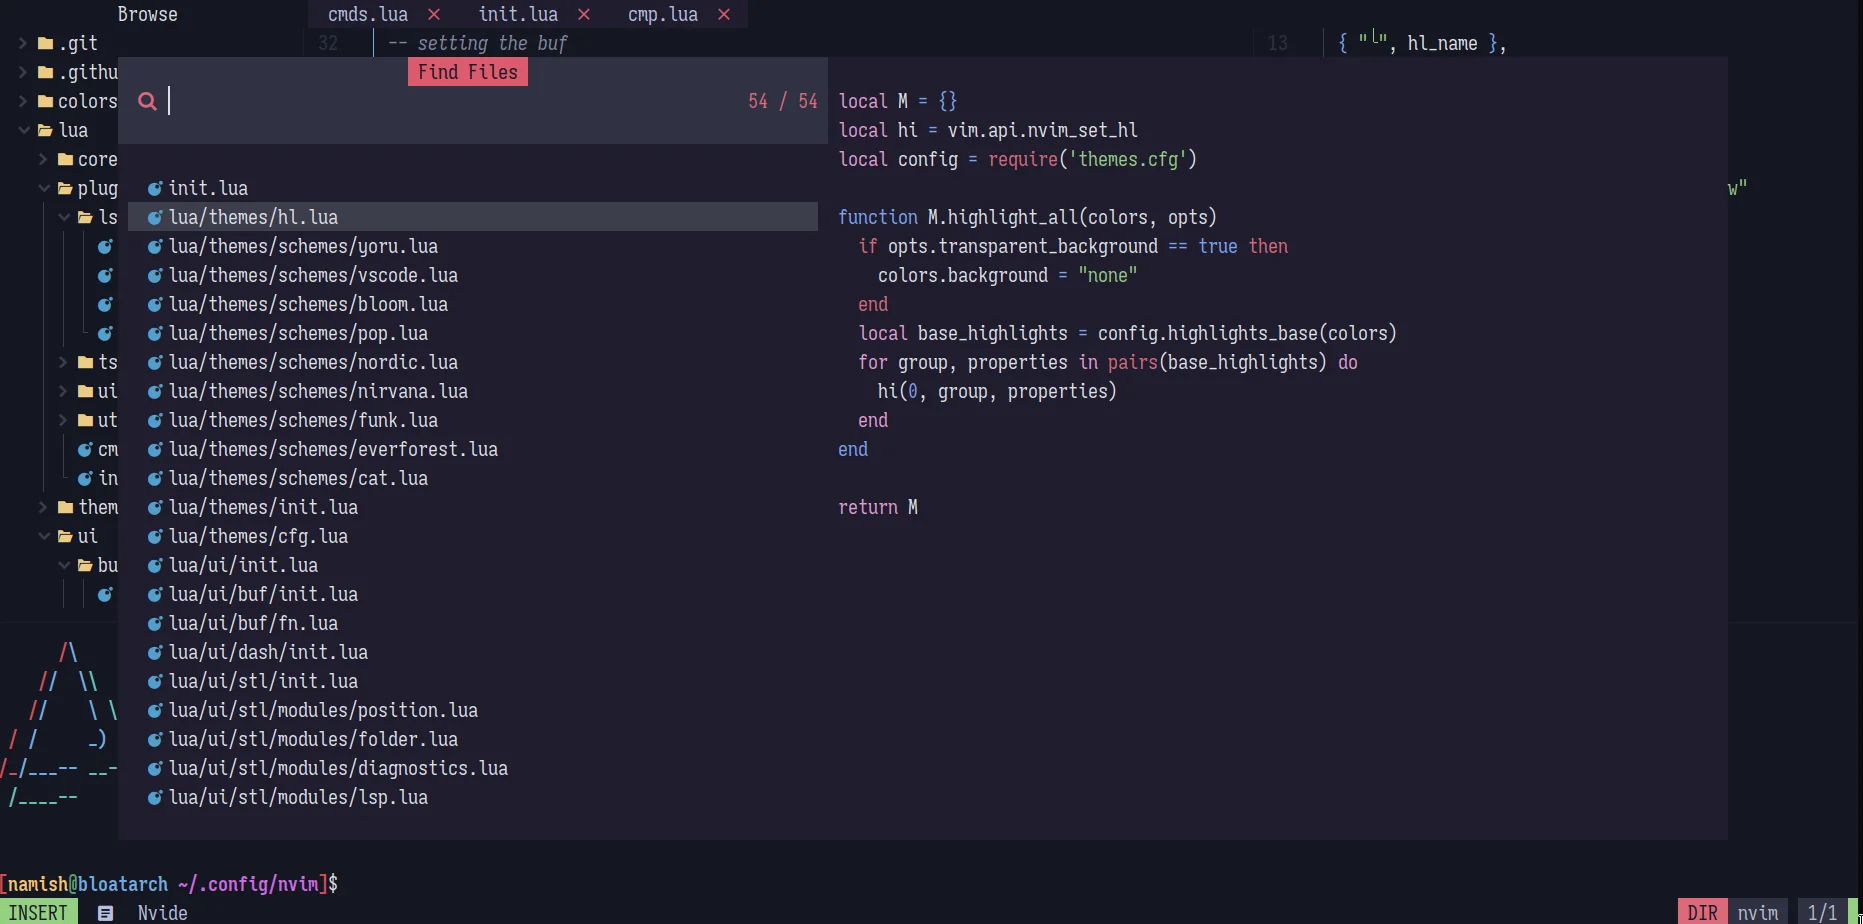 Browse
cmds.lua ×
init.lua ×
cmp.lua ×
.git
.githu
colors
lua
core
plug
ls
ts
ui
ut
cm
in
them
ui
bu
32 -- setting the buf
13 { "╰", hl_name },
w"
Find Files
54 / 54
init.lua
lua/themes/hl.lua
lua/themes/schemes/yoru.lua
lua/themes/schemes/vscode.lua
lua/themes/schemes/bloom.lua
lua/themes/schemes/pop.lua
lua/themes/schemes/nordic.lua
lua/themes/schemes/nirvana.lua
lua/themes/schemes/funk.lua
lua/themes/schemes/everforest.lua
lua/themes/schemes/cat.lua
lua/themes/init.lua
lua/themes/cfg.lua
lua/ui/init.lua
lua/ui/buf/init.lua
lua/ui/buf/fn.lua
lua/ui/dash/init.lua
lua/ui/stl/init.lua
lua/ui/stl/modules/position.lua
lua/ui/stl/modules/folder.lua
lua/ui/stl/modules/diagnostics.lua
lua/ui/stl/modules/lsp.lua
local M = {}
local hi = vim.api.nvim_set_hl
local config = require('themes.cfg')
function M.highlight_all(colors, opts)
if opts.transparent_background == true then
colors.background = "none"
end
local base_highlights = config.highlights_base(colors)
for group, properties in pairs(base_highlights) do
hi(0, group, properties)
end
end
return M
/\
// \\
// \ \
/ / _)
/_/___-- __-
/____--
[namish@bloatarch ~/.config/nvim]$
INSERT Nvide
DIR nvim 1/1